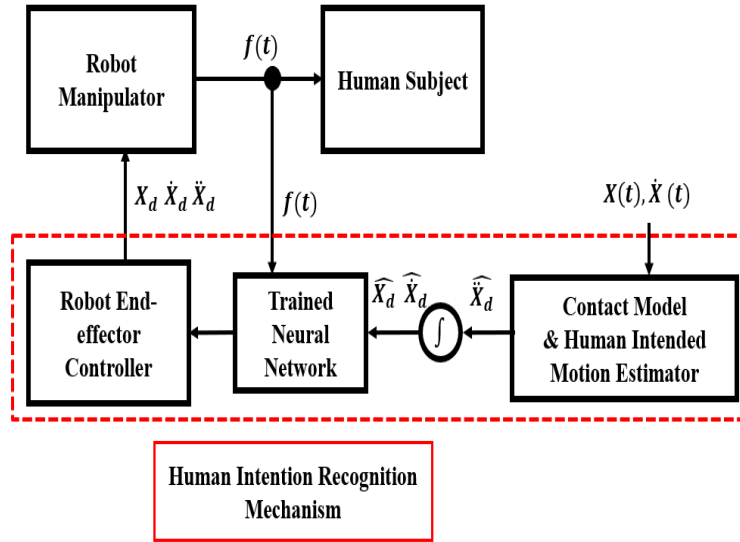 f(t)
Robot
Manipulator
Human Subject
X_d Ẋ_d Ẍ_d
f(t)
X(t), Ẋ (t)
Robot End-
effector
Controller
Trained
Neural
Network
X̂_d Ẋ̂_d
∫
Ẍ̂_d
Contact Model
& Human Intended
Motion Estimator
Human Intention Recognition
Mechanism